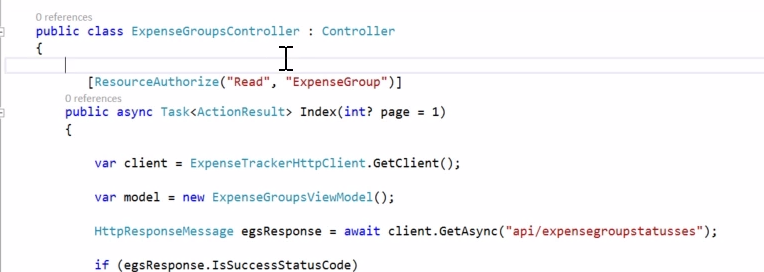 0 references
public class ExpenseGroupsController : Controller
{
[ResourceAuthorize("Read", "ExpenseGroup")]
0 references
public async Task<ActionResult> Index(int? page = 1)
{
var client = ExpenseTrackerHttpClient.GetClient();
var model = new ExpenseGroupsViewModel();
HttpResponseMessage egsResponse = await client.GetAsync("api/expensegroupstatusses");
if (egsResponse.IsSuccessStatusCode)